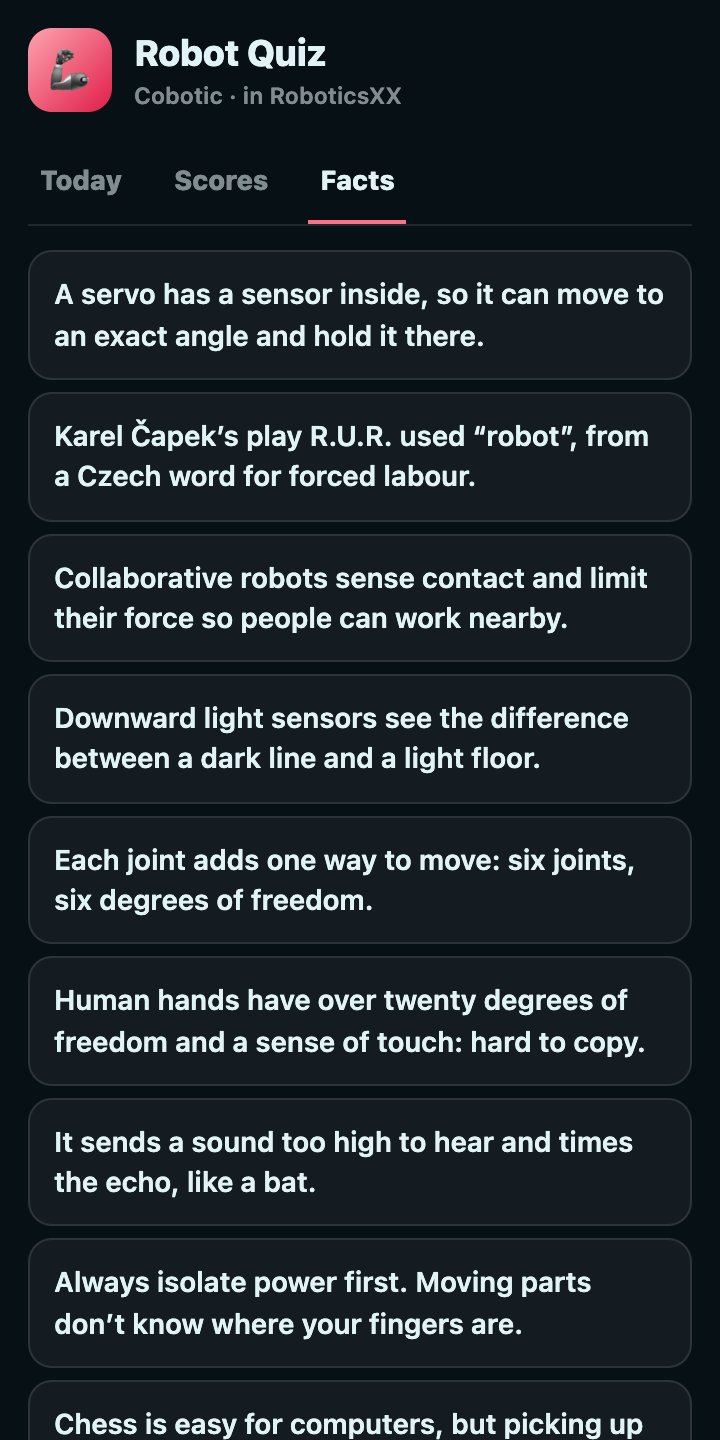 Robot Quiz
Cobotic · in RoboticsXX
Today Scores Facts
A servo has a sensor inside, so it can move to
an exact angle and hold it there.
Karel Čapek’s play R.U.R. used “robot”, from
a Czech word for forced labour.
Collaborative robots sense contact and limit
their force so people can work nearby.
Downward light sensors see the difference
between a dark line and a light floor.
Each joint adds one way to move: six joints,
six degrees of freedom.
Human hands have over twenty degrees of
freedom and a sense of touch: hard to copy.
It sends a sound too high to hear and times
the echo, like a bat.
Always isolate power first. Moving parts
don’t know where your fingers are.
Chess is easy for computers, but picking up